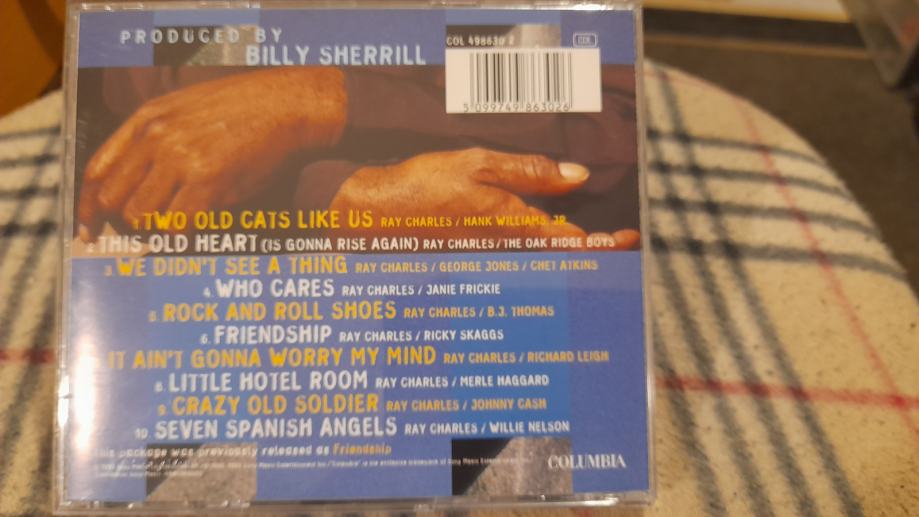 PRODUCED BY
BILLY SHERRILL
COL 498630 2
5 099749 863026
1. TWO OLD CATS LIKE US RAY CHARLES / HANK WILLIAMS, JR.
2. THIS OLD HEART (IS GONNA RISE AGAIN) RAY CHARLES / THE OAK RIDGE BOYS
3. WE DIDN'T SEE A THING RAY CHARLES / GEORGE JONES / CHET ATKINS
4. WHO CARES RAY CHARLES / JANIE FRICKIE
5. ROCK AND ROLL SHOES RAY CHARLES / B.J. THOMAS
6. FRIENDSHIP RAY CHARLES / RICKY SKAGGS
IT AIN'T GONNA WORRY MY MIND RAY CHARLES / RICHARD LEIGH
8. LITTLE HOTEL ROOM RAY CHARLES / MERLE HAGGARD
9. CRAZY OLD SOLDIER RAY CHARLES / JOHNNY CASH
10. SEVEN SPANISH ANGELS RAY CHARLES / WILLIE NELSON
This package was previously released as Friendship
COLUMBIA